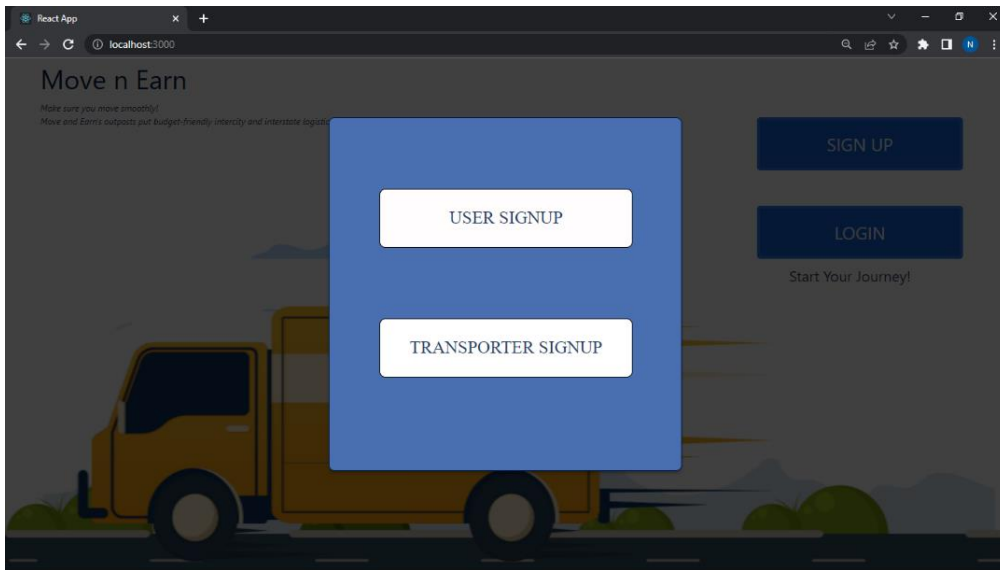 React App
localhost:3000
N
Move n Earn
Make sure you move smoothly!
Move and Earn's outposts put budget-friendly intercity and interstate
SIGN UP
USER SIGNUP
LOGIN
Start Your Journey!
TRANSPORTER SIGNUP